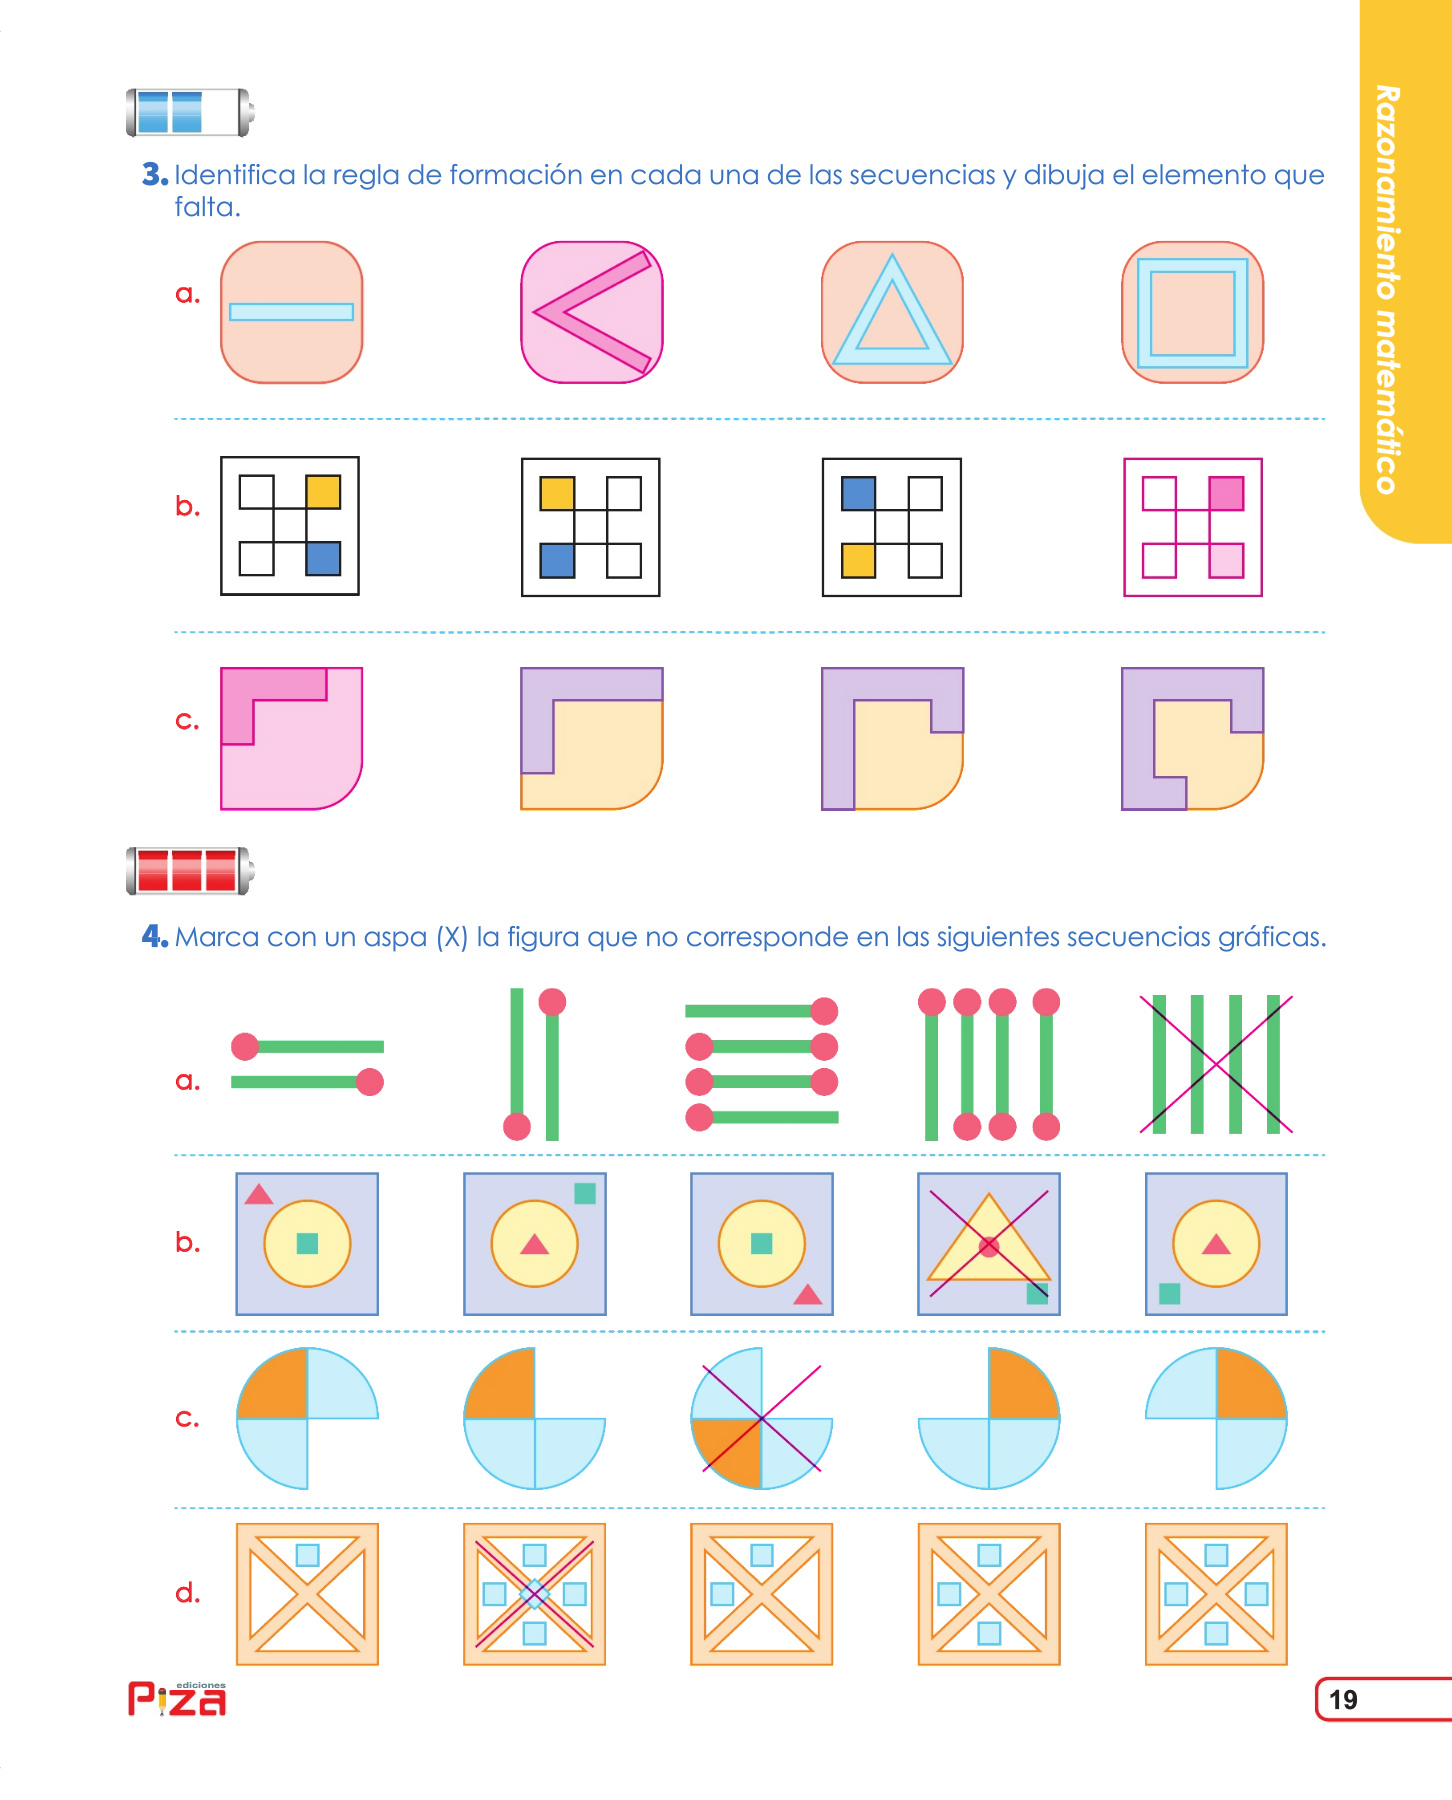 Razonamiento matemático
3. Identifica la regla de formación en cada una de las secuencias y dibuja el elemento que
falta.
a.
b.
c.
4. Marca con un aspa (X) la figura que no corresponde en las siguientes secuencias gráficas.
a.
b.
c.
d.
ediciones
Piza
19